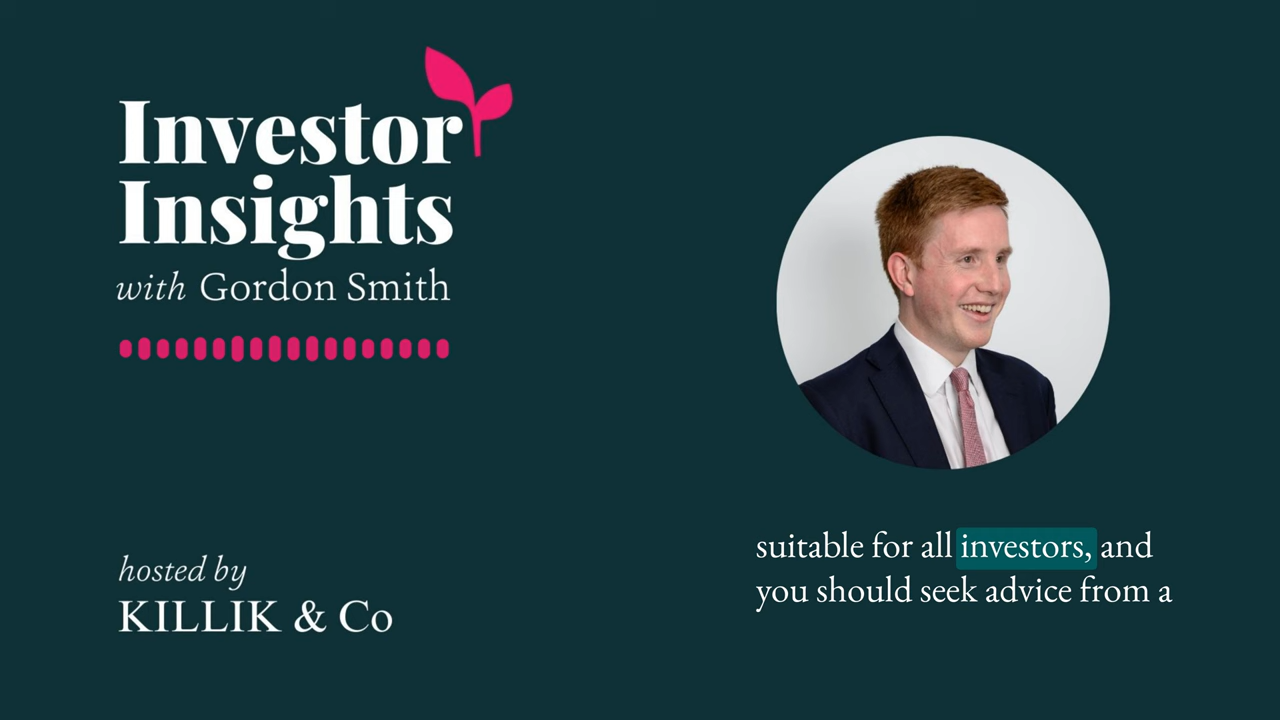 Investor
Insights
with Gordon Smith
hosted by
KILLIK & Co
suitable for all investors, and
you should seek advice from a